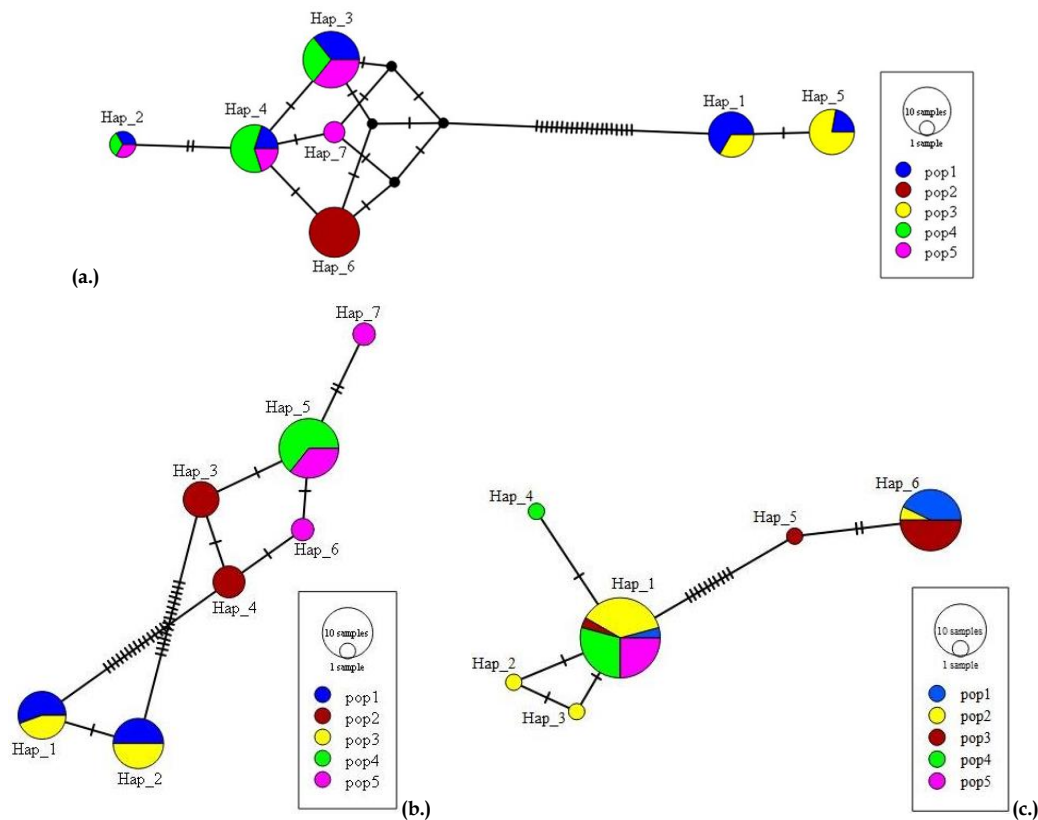 Hap_3
Hap_4
Hap_2
Hap_7
Hap_6
Hap_1
Hap_5
10 samples
1 sample
pop1
pop2
pop3
pop4
pop5
(a.)
Hap_7
Hap_5
Hap_3
Hap_6
Hap_4
Hap_1
Hap_2
10 samples
1 sample
pop1
pop2
pop3
pop4
pop5
(b.)
Hap_4
Hap_5
Hap_6
Hap_1
Hap_2
Hap_3
10 samples
1 sample
pop1
pop2
pop3
pop4
pop5
(c.)